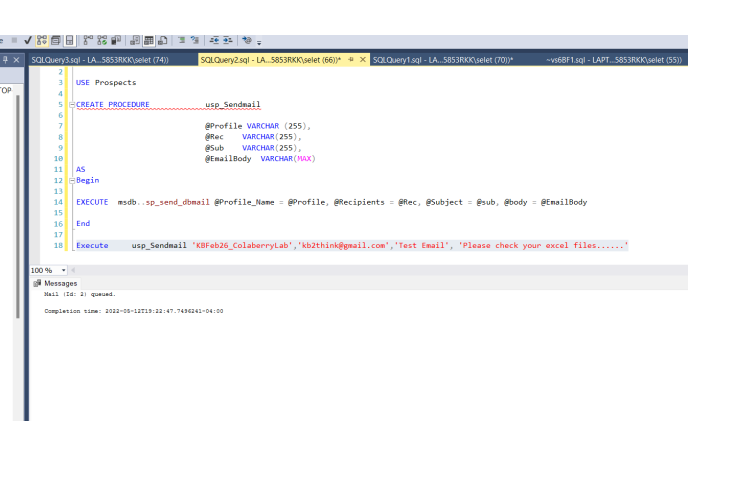 SQLQuery3.sql - LA...5853RKK\selet (74))
SQLQuery2.sql - LA...5853RKK\selet (66))*
SQLQuery1.sql - LA...5853RKK\selet (70))*
~vs6BF1.sql - LAPT...5853RKK\selet (55))
TOP
2
3 USE Prospects
4
5 CREATE PROCEDURE usp_Sendmail
6
7 @Profile VARCHAR (255),
8 @Rec VARCHAR(255),
9 @Sub VARCHAR(255),
10 @EmailBody VARCHAR(MAX)
11 AS
12 Begin
13
14 EXECUTE msdb..sp_send_dbmail @Profile_Name = @Profile, @Recipients = @Rec, @Subject = @sub, @body = @EmailBody
15
16 End
17
18 Execute usp_Sendmail 'KBFeb26_ColaberryLab','kb2think@gmail.com','Test Email', 'Please check your excel files......'
100 %
Messages
Mail (Id: 2) queued.
Completion time: 2022-08-12T19:22:47.7496241-04:00